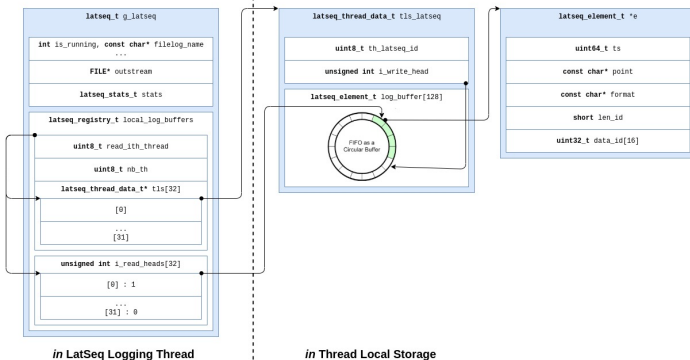 latseq_t g_latseq
int is_running, const char* filelog_name
...
FILE* outstream
latseq_stats_t stats
latseq_registry_t local_log_buffers
uint8_t read_ith_thread
uint8_t nb_th
latseq_thread_data_t* tls[32]
[0]
...
[31]
unsigned int i_read_heads[32]
[0] : 1
...
[31] : 0
in LatSeq Logging Thread
latseq_thread_data_t tls_latseq
uint8_t th_latseq_id
unsigned int i_write_head
latseq_element_t log_buffer[128]
FIFO as a
Circular Buffer
in Thread Local Storage
latseq_element_t *e
uint64_t ts
const char* point
const char* format
short len_id
uint32_t data_id[16]